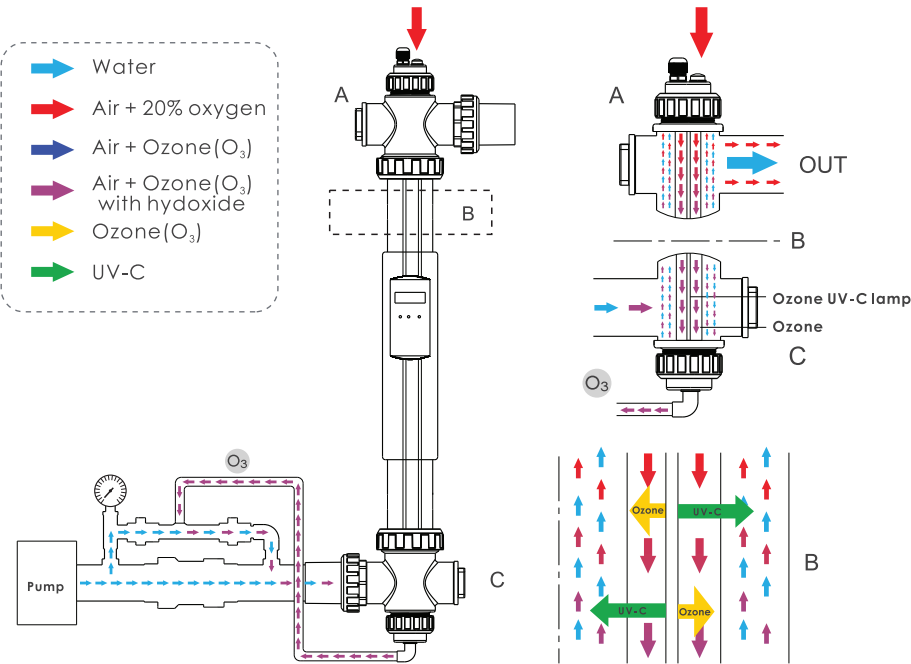 Water
Air + 20% oxygen
Air + Ozone(O₃)
Air + Ozone(O₃)
with hydoxide
Ozone(O₃)
UV-C
A
B
O₃
Pump
C
A
OUT
B
Ozone UV-C lamp
Ozone
C
O₃
Ozone
UV-C
B
UV-C
Ozone